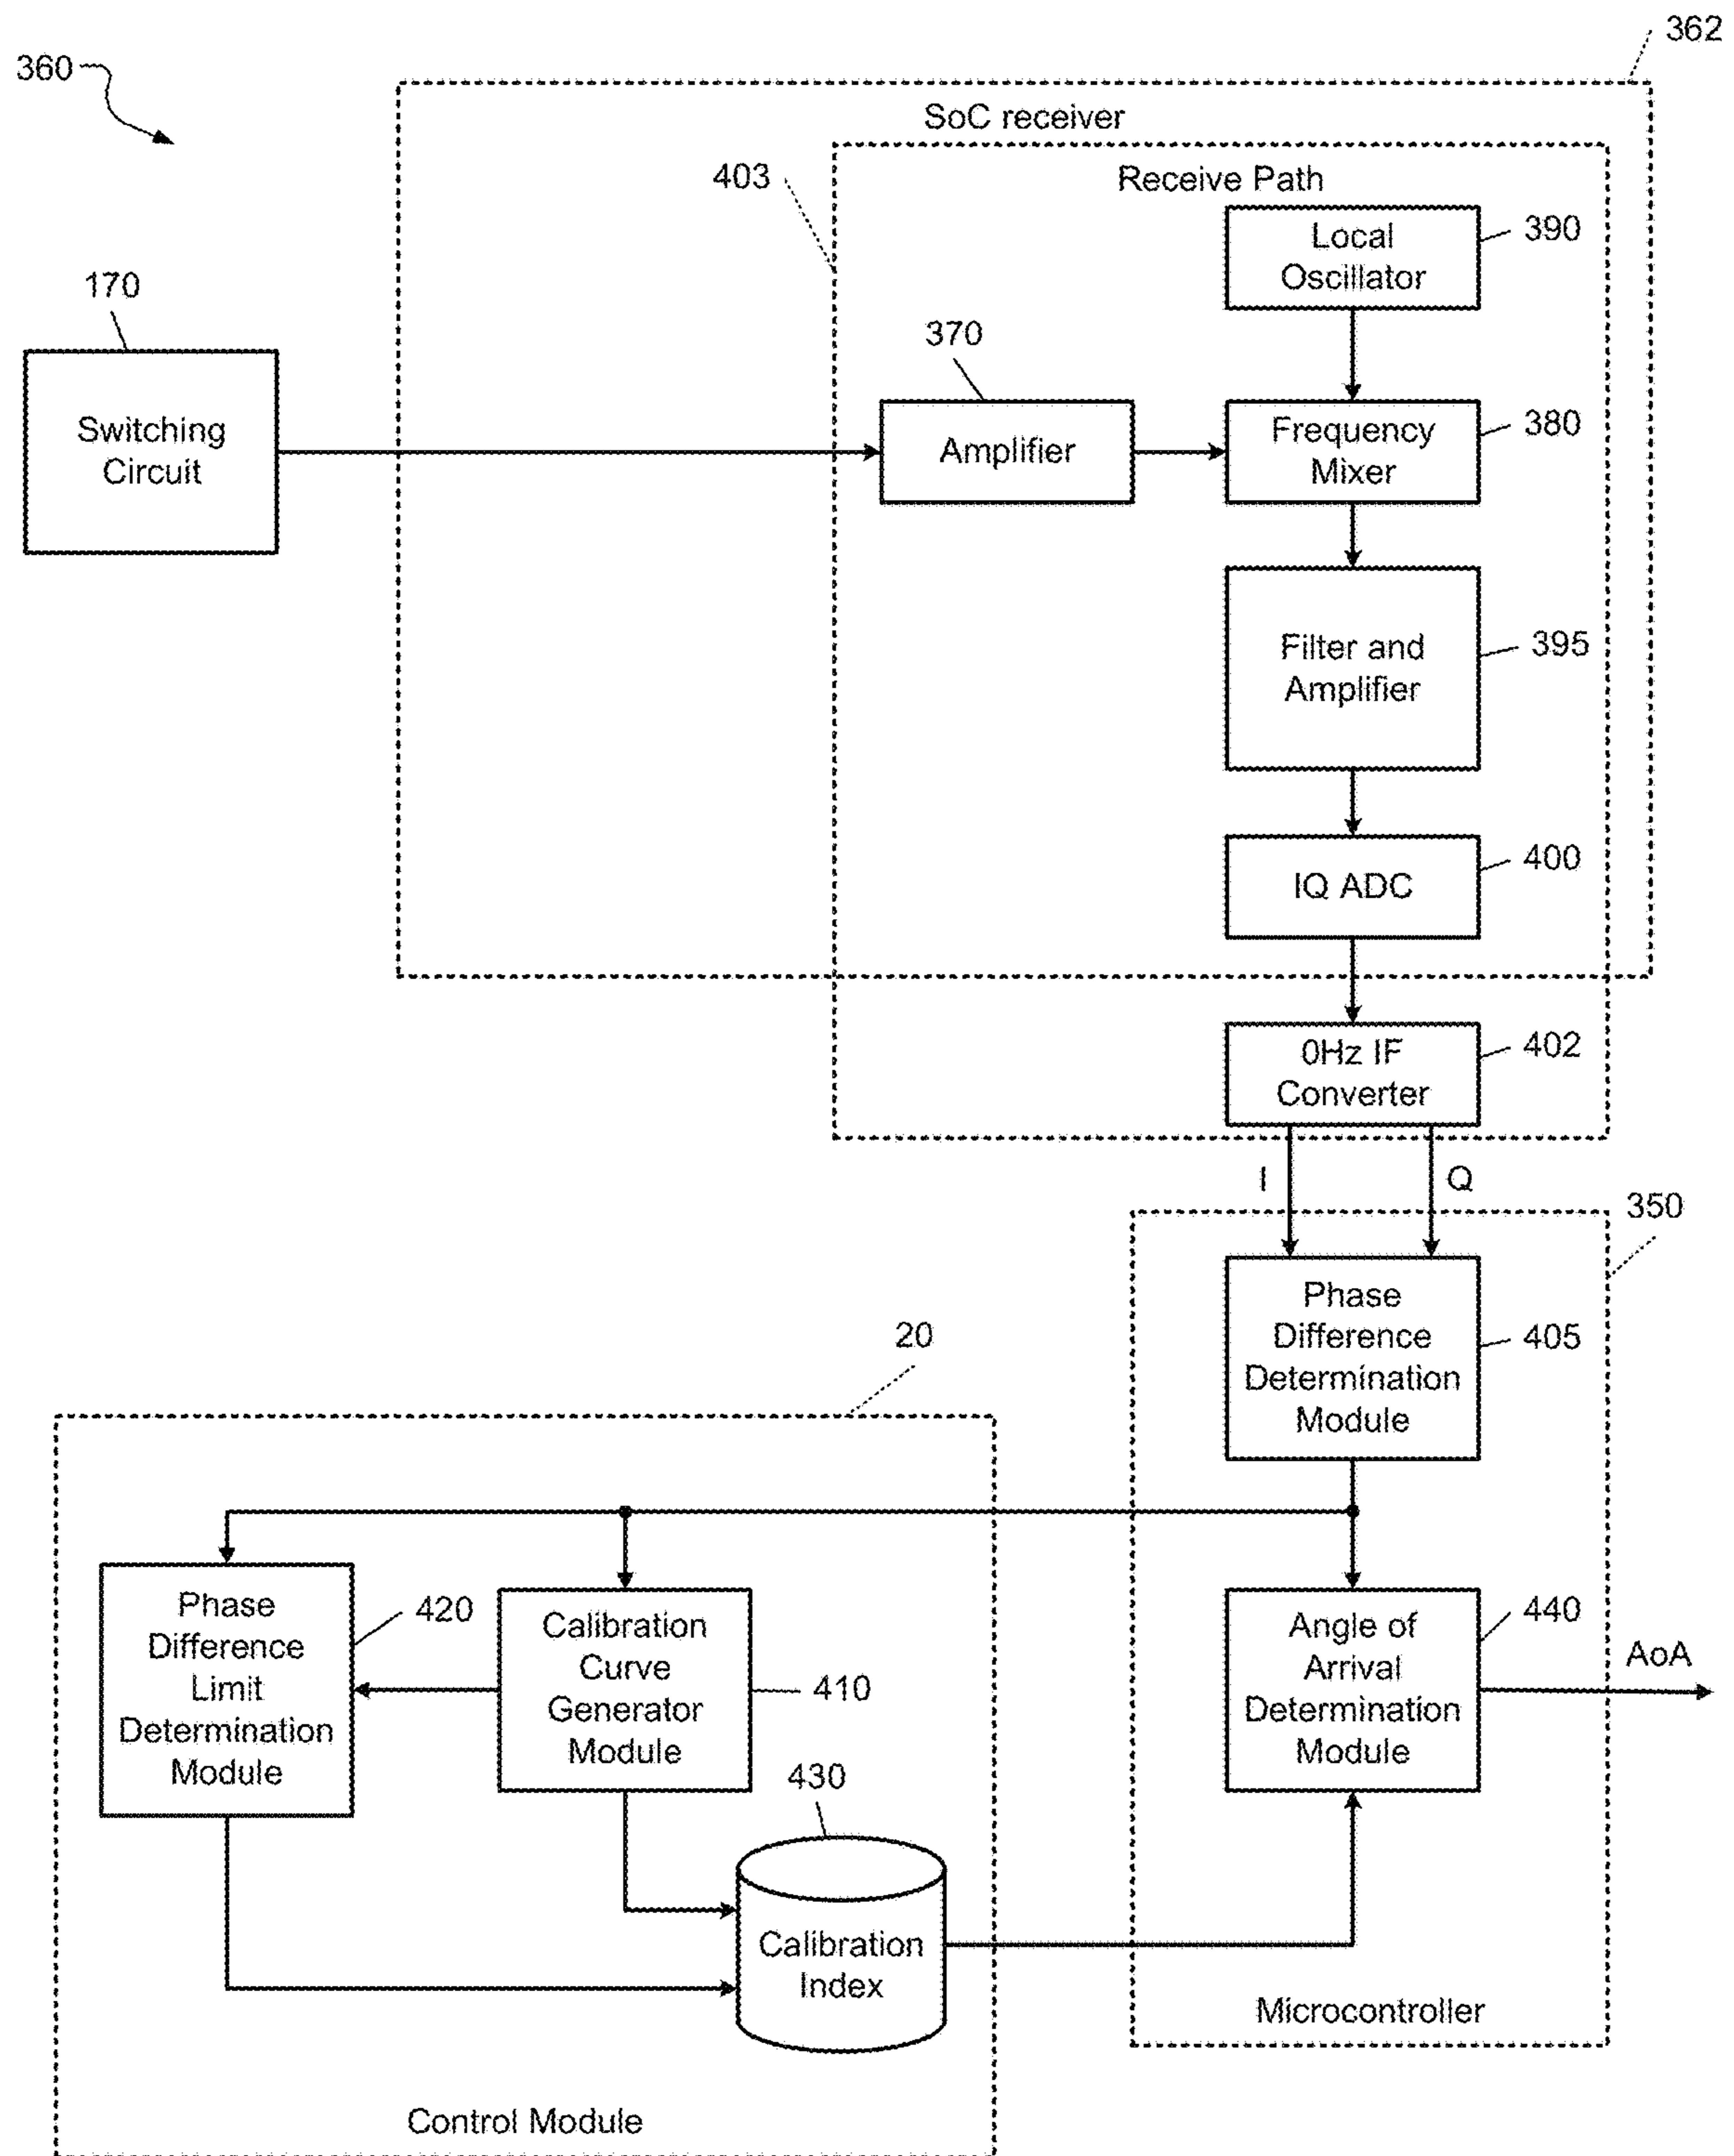 362
360
SoC receiver
403
Receive Path
Local
Oscillator
390
170
370
Switching
Circuit
Amplifier
Frequency
Mixer
380
Filter and
Amplifier
395
IQ ADC
400
0Hz IF
Converter
402
I
Q
350
Phase
Difference
Determination
Module
405
20
Phase
Difference
Limit
Determination
Module
420
Calibration
Curve
Generator
Module
410
Angle of
Arrival
Determination
Module
440
AoA
430
Calibration
Index
Microcontroller
Control Module